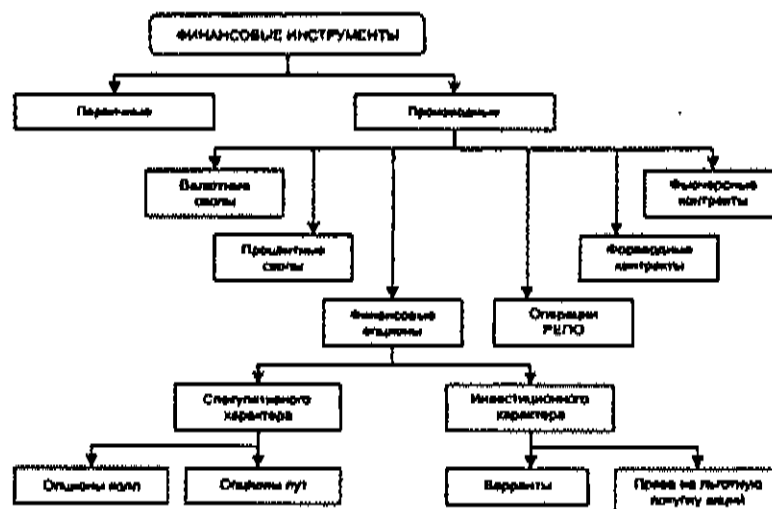 ФИНАНСОВЫЕ ИНСТРУМЕНТЫ
Первичные
Производные
Валютные
свопы
Фьючерсные
контракты
Процентные
свопы
Форвардные
контракты
Финансовые
опционы
Операции
РЕПО
Спекулятивного
характера
Инвестиционного
характера
Опционы колл
Опционы пут
Варранты
Права на льготную
покупку акций